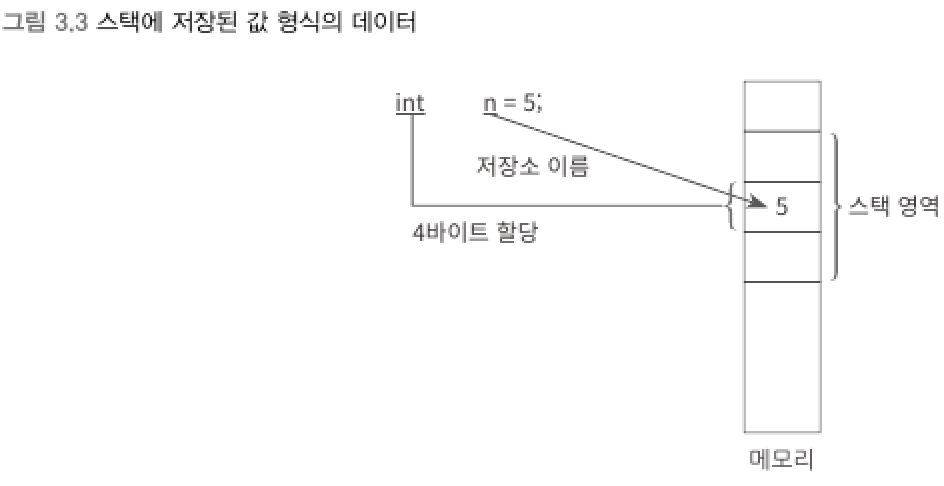 그림 3.3 스택에 저장된 값 형식의 데이터
int n = 5;
저장소 이름
5
스택 영역
4바이트 할당
메모리